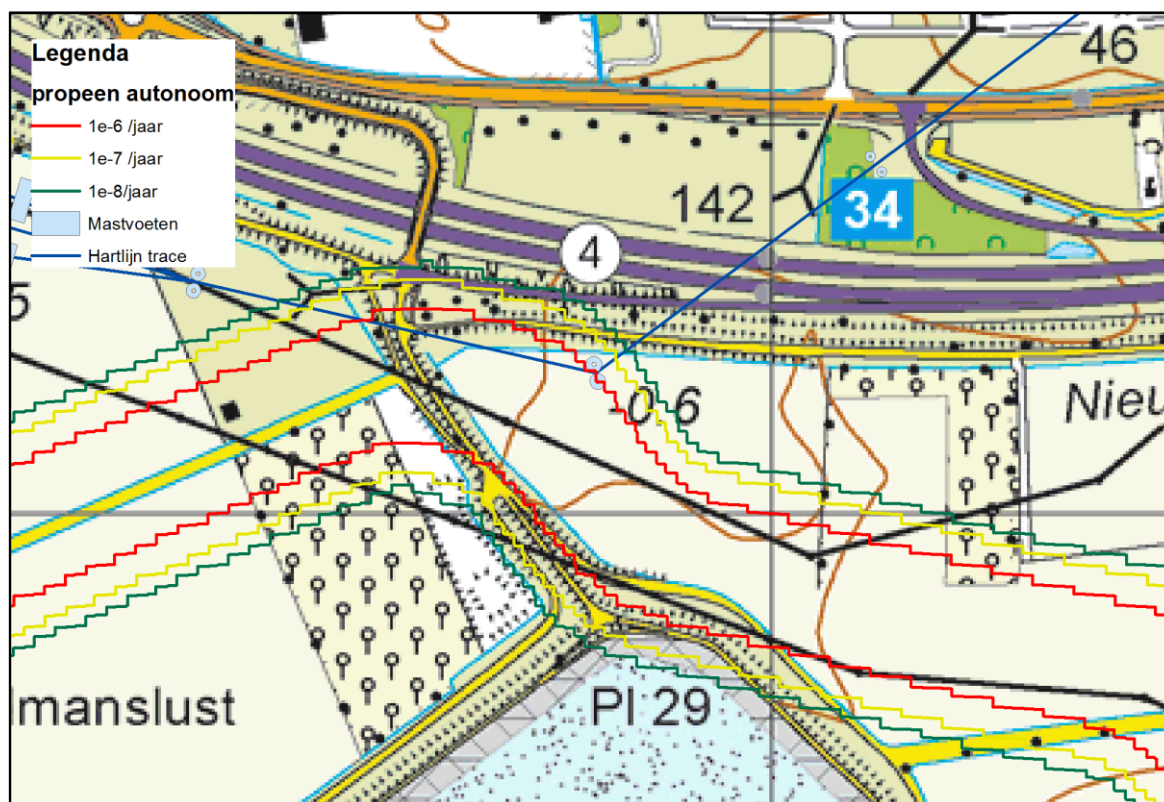 Legenda
propeen autonoom
1e-6 /jaar
1e-7 /jaar
1e-8/jaar
Mastvoeten
Hartlijn trace
46
142
34
4
5
-0.6
Nieu
lmanslust
Pl 29